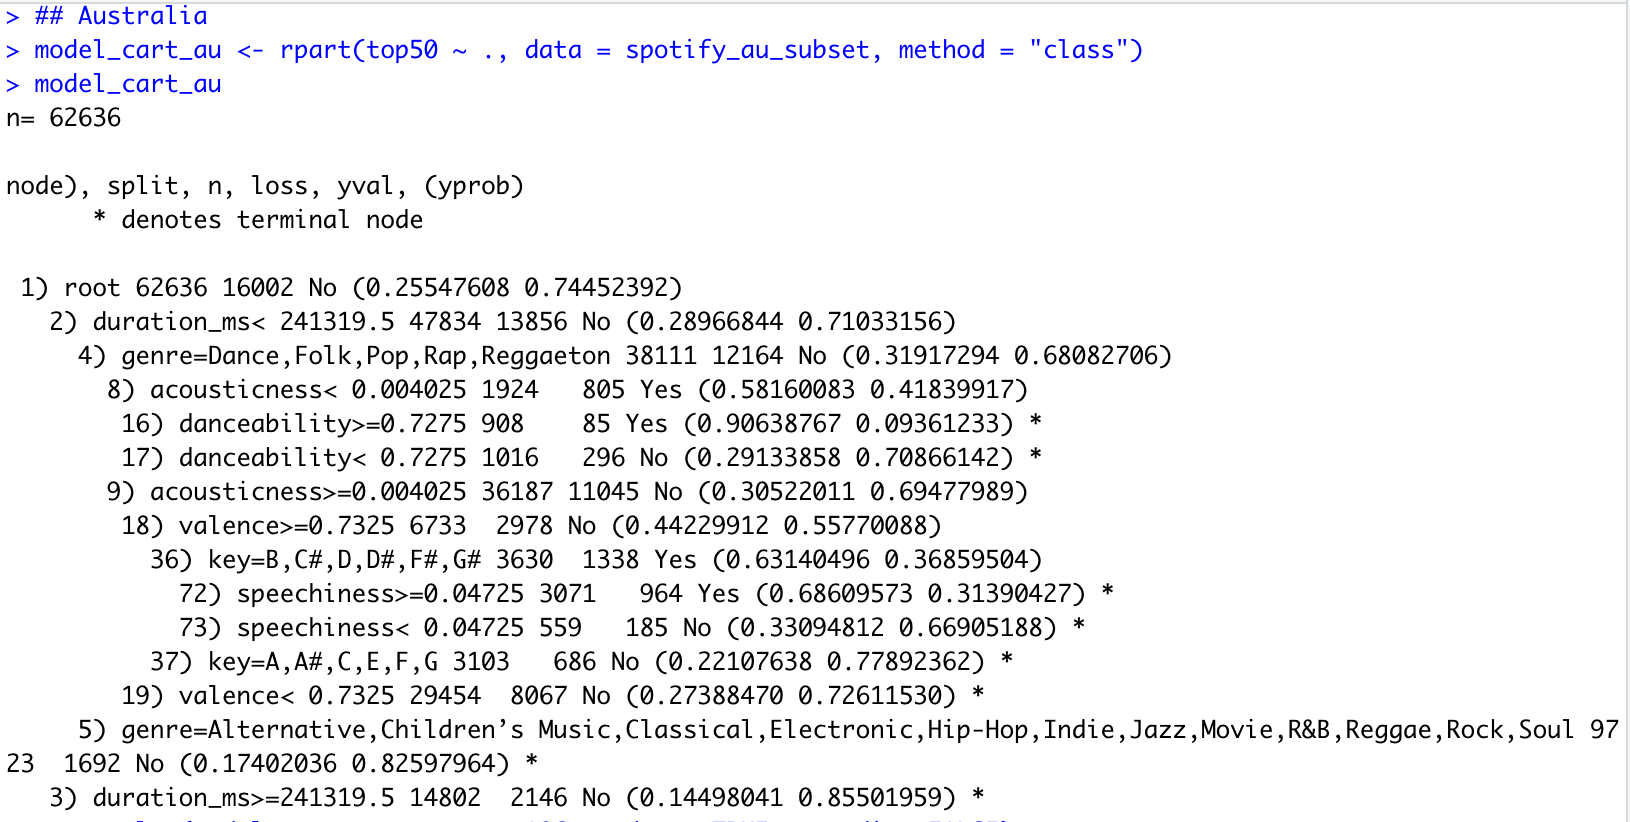 > ## Australia
> model_cart_au <- rpart(top50 ~ ., data = spotify_au_subset, method = "class")
> model_cart_au
n= 62636
node), split, n, loss, yval, (yprob)
* denotes terminal node
1) root 62636 16002 No (0.25547608 0.74452392)
2) duration_ms< 241319.5 47834 13856 No (0.28966844 0.71033156)
4) genre=Dance,Folk,Pop,Rap,Reggaeton 38111 12164 No (0.31917294 0.68082706)
8) acousticness< 0.004025 1924   805 Yes (0.58160083 0.41839917)
16) danceability>=0.7275 908    85 Yes (0.90638767 0.09361233) *
17) danceability< 0.7275 1016   296 No (0.29133858 0.70866142) *
9) acousticness>=0.004025 36187 11045 No (0.30522011 0.69477989)
18) valence>=0.7325 6733  2978 No (0.44229912 0.55770088)
36) key=B,C#,D,D#,F#,G# 3630  1338 Yes (0.63140496 0.36859504)
72) speechiness>=0.04725 3071   964 Yes (0.68609573 0.31390427) *
73) speechiness< 0.04725 559   185 No (0.33094812 0.66905188) *
37) key=A,A#,C,E,F,G 3103   686 No (0.22107638 0.77892362) *
19) valence< 0.7325 29454  8067 No (0.27388470 0.72611530) *
5) genre=Alternative,Children’s Music,Classical,Electronic,Hip-Hop,Indie,Jazz,Movie,R&B,Reggae,Rock,Soul 97
23  1692 No (0.17402036 0.82597964) *
3) duration_ms>=241319.5 14802  2146 No (0.14498041 0.85501959) *